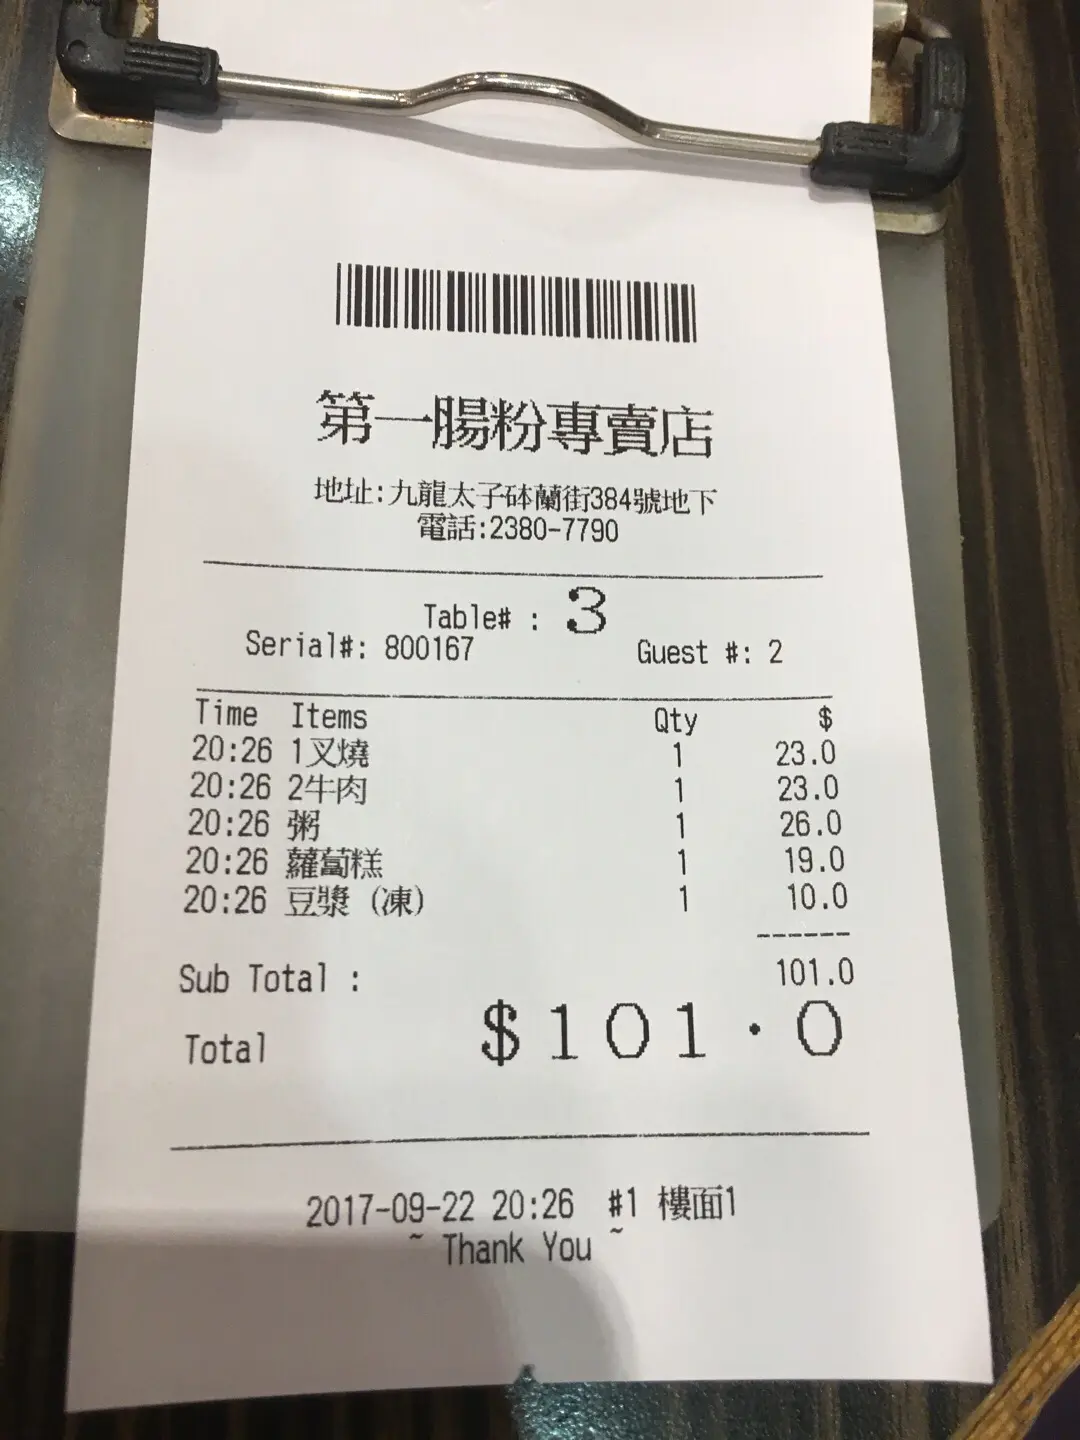 第一腸粉專賣店
地址:九龍太子砵蘭街384號地下
電話:2380-7790
Table# : 3
Serial#: 800167 Guest #: 2
Time Items Qty $
20:26 1叉燒 1 23.0
20:26 2牛肉 1 23.0
20:26 粥 1 26.0
20:26 蘿蔔糕 1 19.0
20:26 豆漿 (凍) 1 10.0
------
Sub Total : 101.0
Total $101.0
2017-09-22 20:26 #1 樓面1
~ Thank You ~